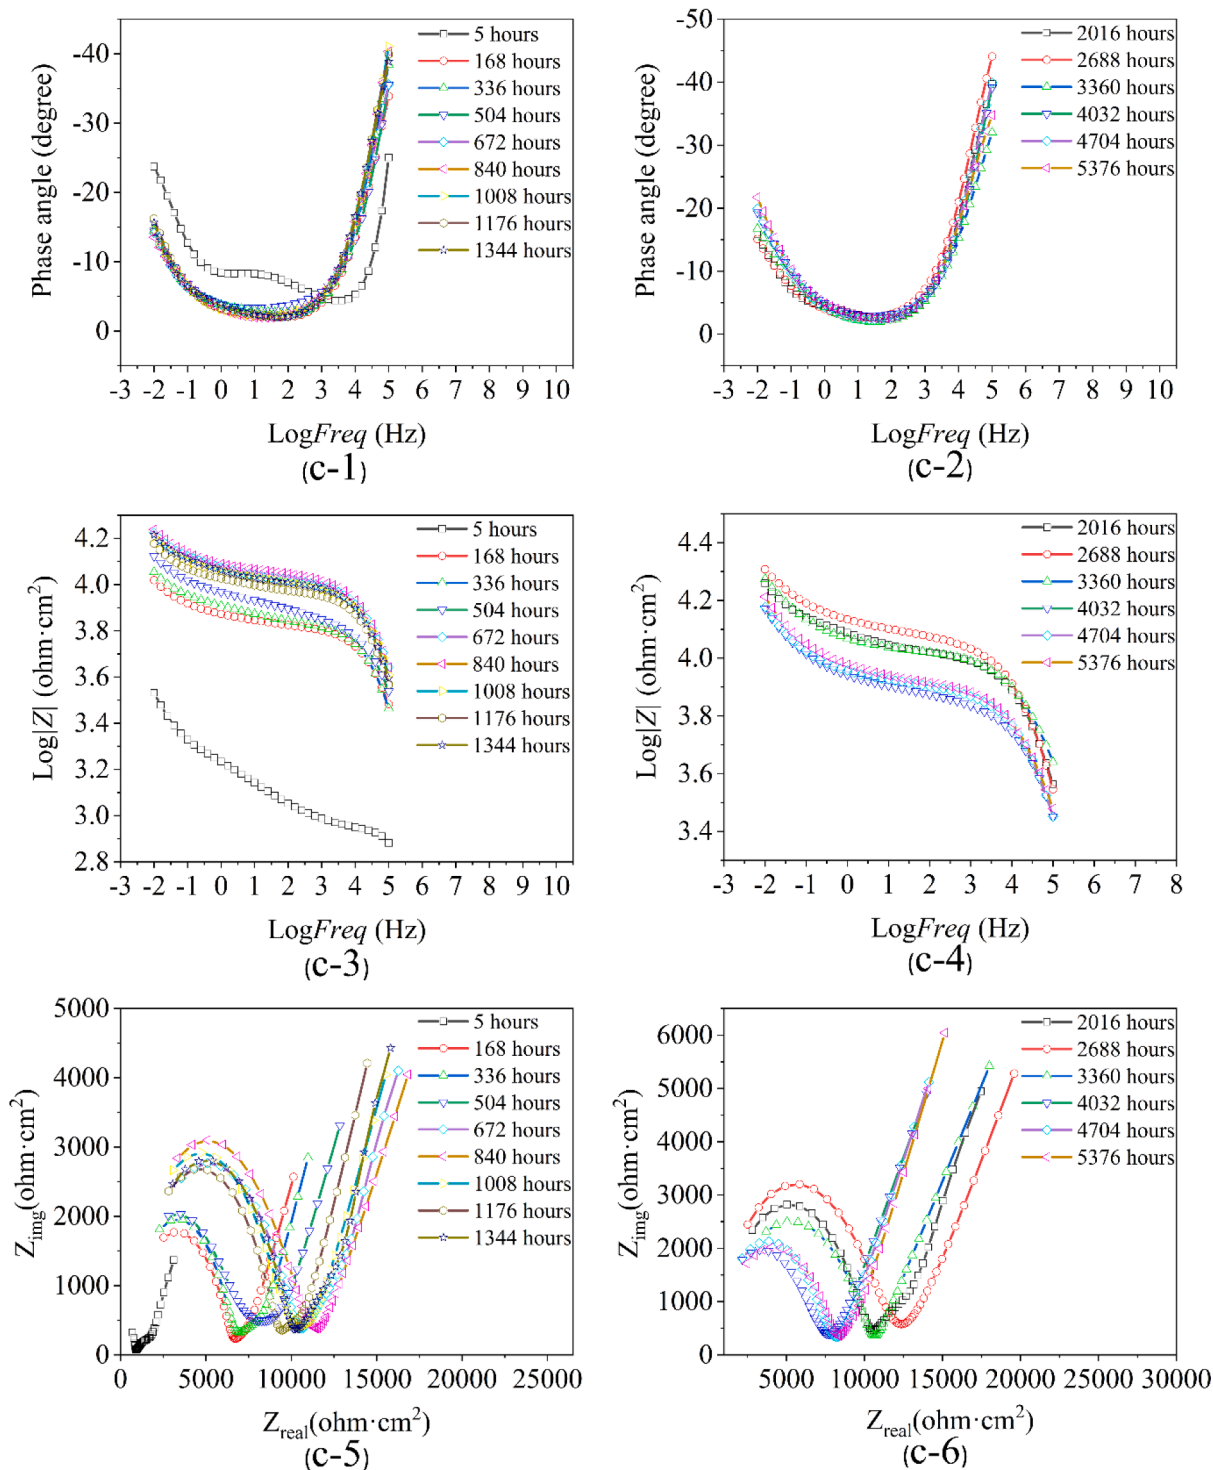 -40
-30
-20
-10
0
Phase angle (degree)
5 hours
168 hours
336 hours
504 hours
672 hours
840 hours
1008 hours
1176 hours
1344 hours
-3 -2 -1 0 1 2 3 4 5 6 7 8 9 10
LogFreq (Hz)
(c-1)
-50
-40
-30
-20
-10
0
Phase angle (degree)
2016 hours
2688 hours
3360 hours
4032 hours
4704 hours
5376 hours
-3 -2 -1 0 1 2 3 4 5 6 7 8 9 10
LogFreq (Hz)
(c-2)
4.2
4.0
3.8
3.6
3.4
3.2
3.0
2.8
Log|Z| (ohm·cm²)
5 hours
168 hours
336 hours
504 hours
672 hours
840 hours
1008 hours
1176 hours
1344 hours
-3 -2 -1 0 1 2 3 4 5 6 7 8 9 10
LogFreq (Hz)
(c-3)
4.4
4.2
4.0
3.8
3.6
3.4
Log|Z| (ohm·cm²)
2016 hours
2688 hours
3360 hours
4032 hours
4704 hours
5376 hours
-3 -2 -1 0 1 2 3 4 5 6 7 8
LogFreq (Hz)
(c-4)
5000
4000
3000
2000
1000
0
Z_img(ohm·cm²)
5 hours
168 hours
336 hours
504 hours
672 hours
840 hours
1008 hours
1176 hours
1344 hours
0 5000 10000 15000 20000 25000
Z_real(ohm·cm²)
(c-5)
6000
5000
4000
3000
2000
1000
0
Z_img(ohm·cm²)
2016 hours
2688 hours
3360 hours
4032 hours
4704 hours
5376 hours
5000 10000 15000 20000 25000 30000
Z_real(ohm·cm²)
(c-6)